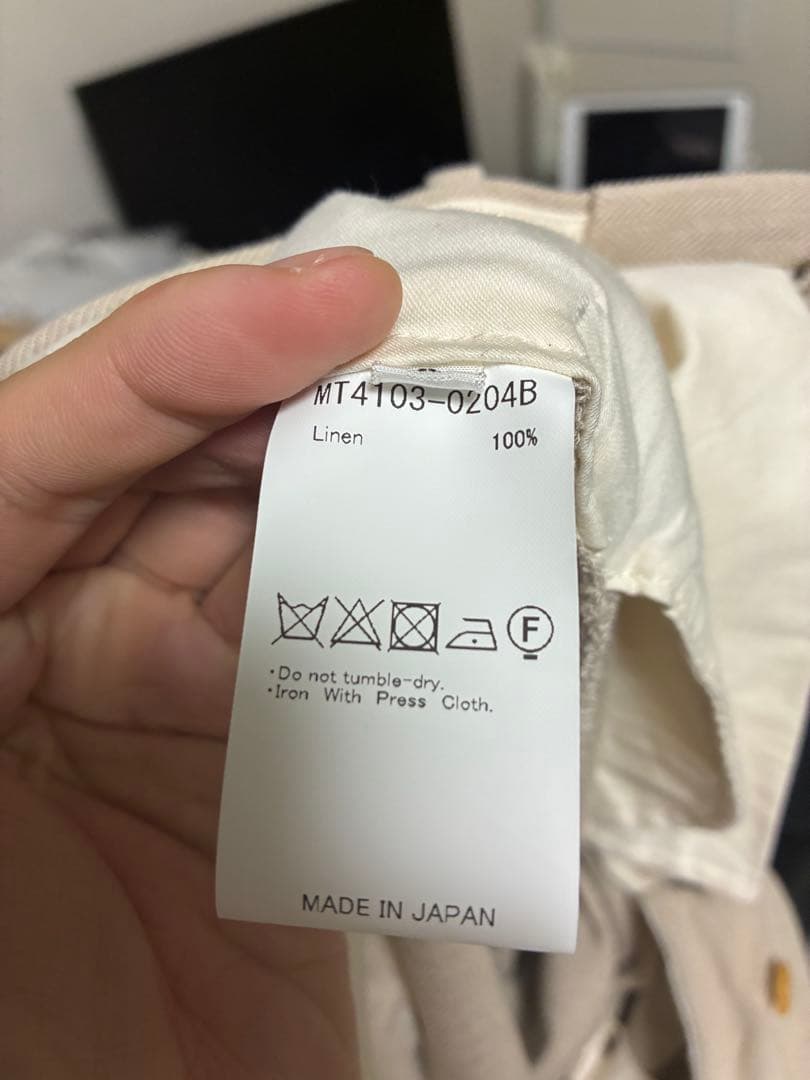 MT4103-0204B
Linen 100%
F
·Do not tumble-dry.
·Iron With Press Cloth.
MADE IN JAPAN